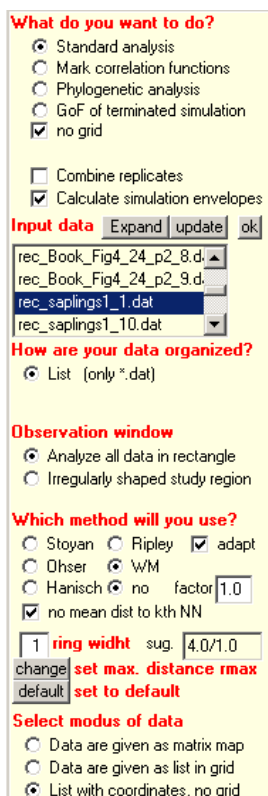 What do you want to do?
Standard analysis
Mark correlation functions
Phylogenetic analysis
GoF of terminated simulation
no grid
Combine replicates
Calculate simulation envelopes
Input data Expand update ok
rec_Book_Fig4_24_p2_8.d
rec_Book_Fig4_24_p2_9.d
rec_saplings1_1.dat
rec_saplings1_10.dat
How are your data organized?
List (only *.dat)
Observation window
Analyze all data in rectangle
Irregularly shaped study region
Which method will you use?
Stoyan Ripley adapt
Ohser WM
Hanisch no factor 1.0
no mean dist to kth NN
1 ring widht sug. 4.0/1.0
change set max. distance rmax
default set to default
Select modus of data
Data are given as matrix map
Data are given as list in grid
List with coordinates, no grid